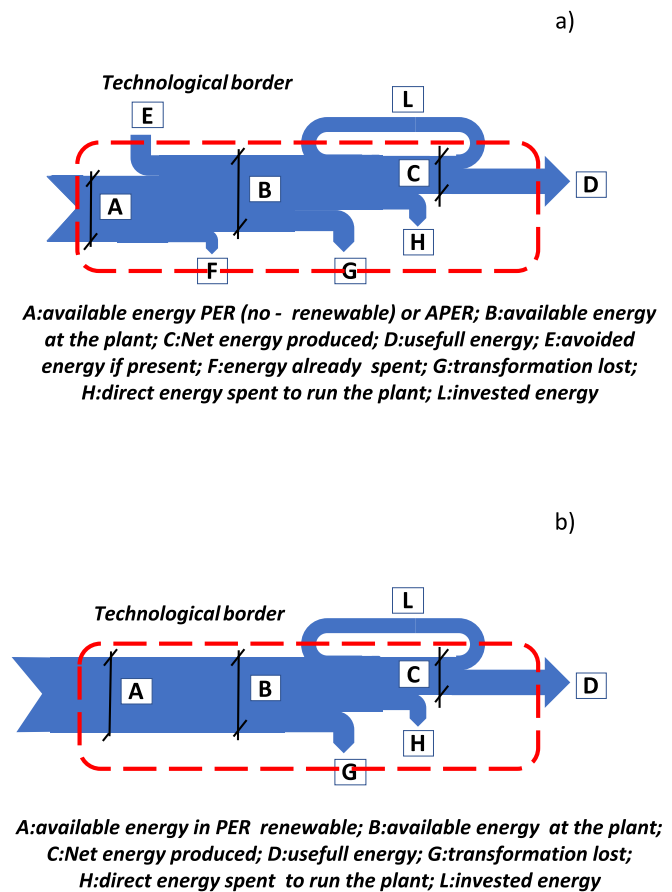 a)
Technological border
E
L
A
B
C
D
F
G
H
A:available energy PER (no - renewable) or APER; B:available energy
at the plant; C:Net energy produced; D:usefull energy; E:avoided
energy if present; F:energy already spent; G:transformation lost;
H:direct energy spent to run the plant; L:invested energy
b)
Technological border
L
A
B
C
D
H
G
A:available energy in PER renewable; B:available energy at the plant;
C:Net energy produced; D:usefull energy; G:transformation lost;
H:direct energy spent to run the plant; L:invested energy